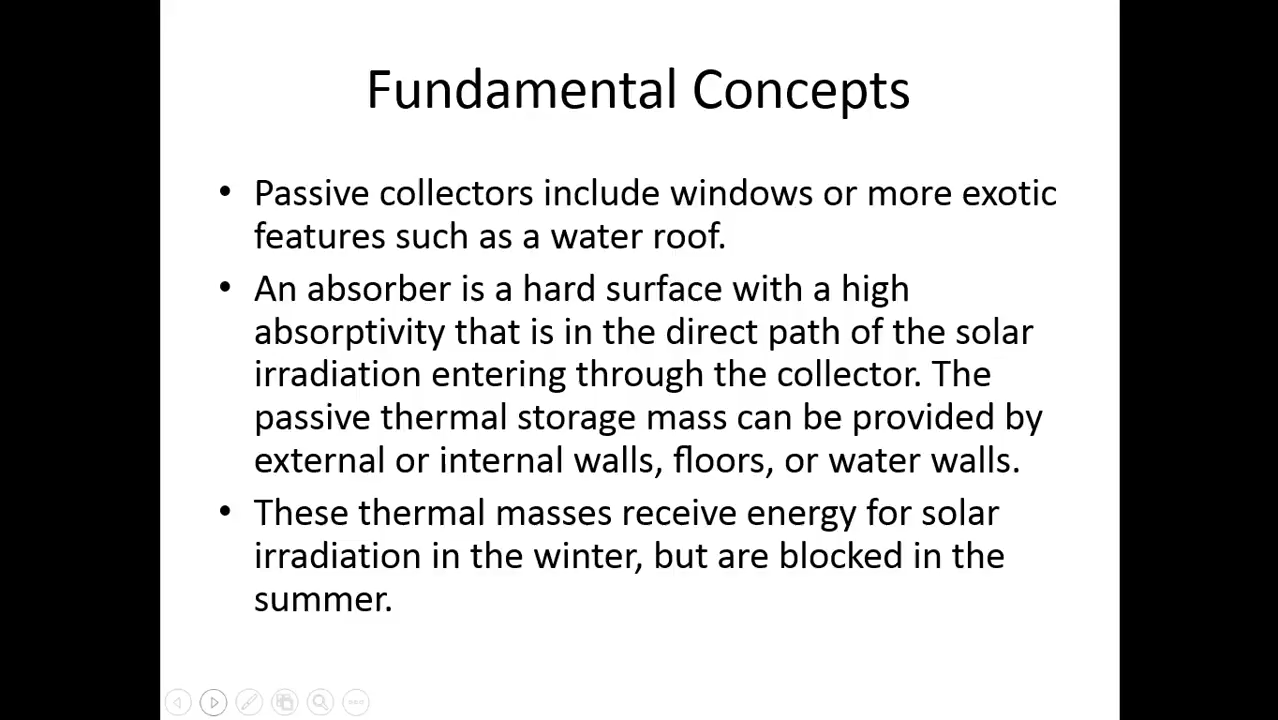 Fundamental Concepts
• Passive collectors include windows or more exotic
features such as a water roof.
• An absorber is a hard surface with a high
absorptivity that is in the direct path of the solar
irradiation entering through the collector. The
passive thermal storage mass can be provided by
external or internal walls, floors, or water walls.
• These thermal masses receive energy for solar
irradiation in the winter, but are blocked in the
summer.